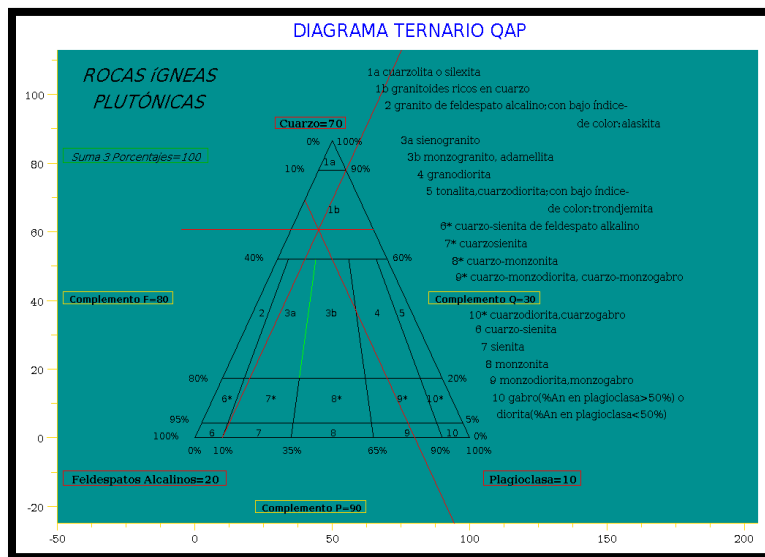 DIAGRAMA TERNARIO QAP
ROCAS íGNEAS
PLUTÓNICAS
1a cuarzolita o silexita
1b granitoides ricos en cuarzo
2 granito de feldespato alcalino:con bajo índice-
de color:alaskita
Cuarzo=70
3a sienogranito
3b monzogranito, adamellita
4 granodiorita
5 tonalita,cuarzodiorita:con bajo índice-
de color:trondjemita
6* cuarzo-sienita de feldespato alkalino
7* cuarzosienita
8* cuarzo-monzonita
9* cuarzo-monzodiorita, cuarzo-monzogabro
10* cuarzodiorita,cuarzogabro
6 cuarzo-sienita
7 sienita
8 monzonita
9 monzodiorita,monzogabro
10 gabro(%An en plagioclasa>50%) o
diorita(%An en plagioclasa<50%)
Suma 3 Porcentajes=100
0% 100%
1a
10% 90%
1b
40% 60%
Complemento F=80
Complemento Q=30
2 3a 3b 4 5
80% 20%
6* 7* 8* 9* 10*
95% 5%
6 7 8 9 10
100% 0%
0% 10% 35% 65% 90% 100%
Feldespatos Alcalinos=20
Plagioclasa=10
Complemento P=90
100
80
60
40
20
0
-20
-50 0 50 100 150 200